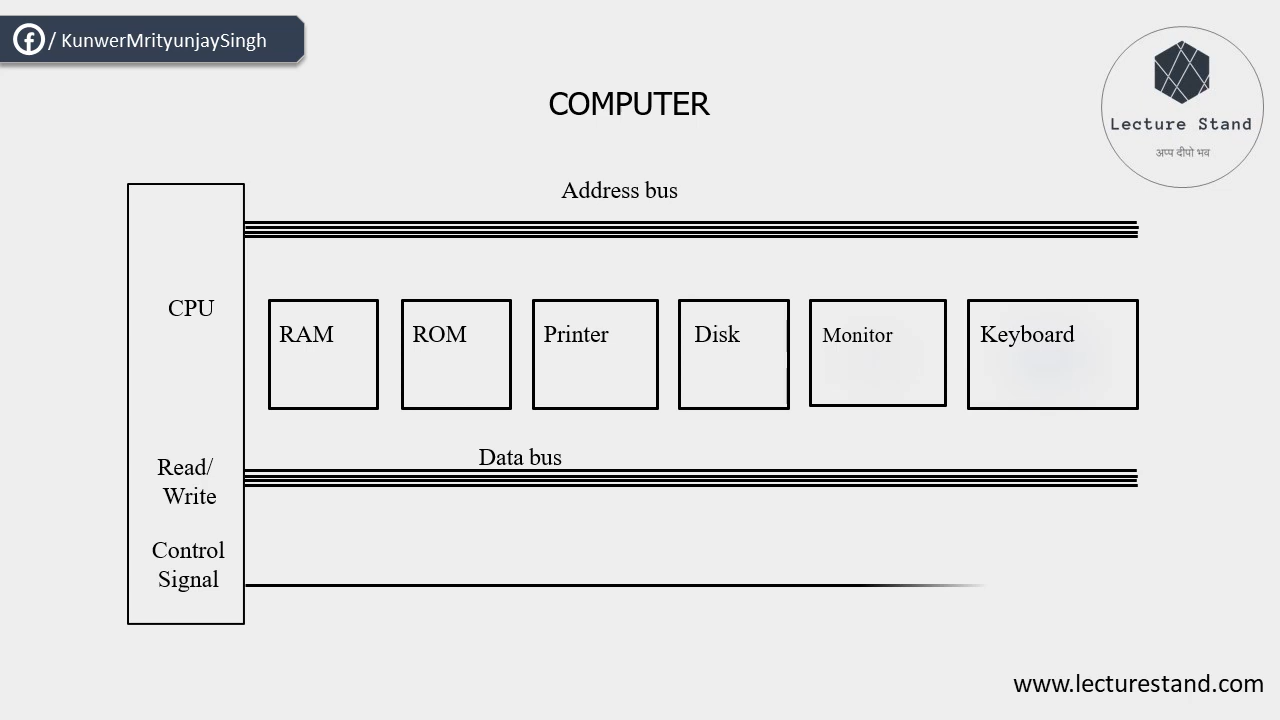 / KunwerMrityunjaySingh
COMPUTER
Lecture Stand
अप्प दीपो भव
Address bus
CPU
RAM
ROM
Printer
Disk
Monitor
Keyboard
Data bus
Read/
Write
Control
Signal
www.lecturestand.com